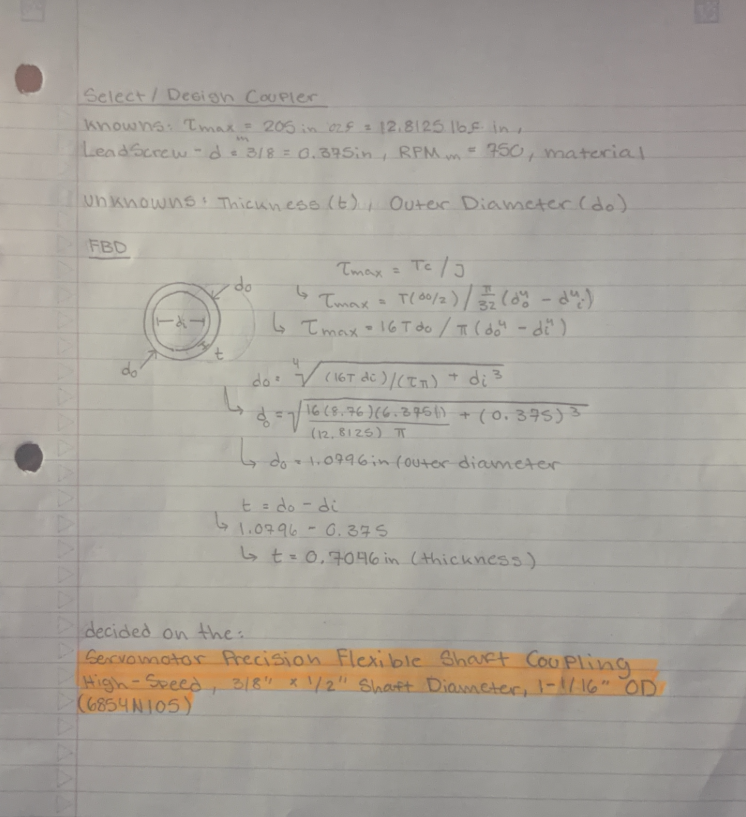 Select / Design Coupler
Knowns: τmax = 205 in ozf = 12.8125 lbf in,
LeadScrew - d = 3/8 = 0.375in, RPMm = 750, material
Unknowns: Thickness (t), Outer Diameter (do)
FBD
τmax = Tc / J
↳ τmax = T(do/2) / π/32 (do⁴ - di⁴)
↳ τmax = 16 T do / π (do⁴ - di⁴)
do
di
t
do
do = ⁴√(16T di)/(τπ) + di³
↳ d = √16(8.76)(0.375) / (12.8125) π + (0.375)³
↳ do = 1.0796 in (outer diameter
t = do - di
↳ 1.0796 - 0.375
↳ t = 0.7046 in (thickness)
decided on the:
Servomotor Precision Flexible Shaft Coupling
High-Speed, 3/8" x 1/2" Shaft Diameter, 1-1/16" OD
(6854N105)